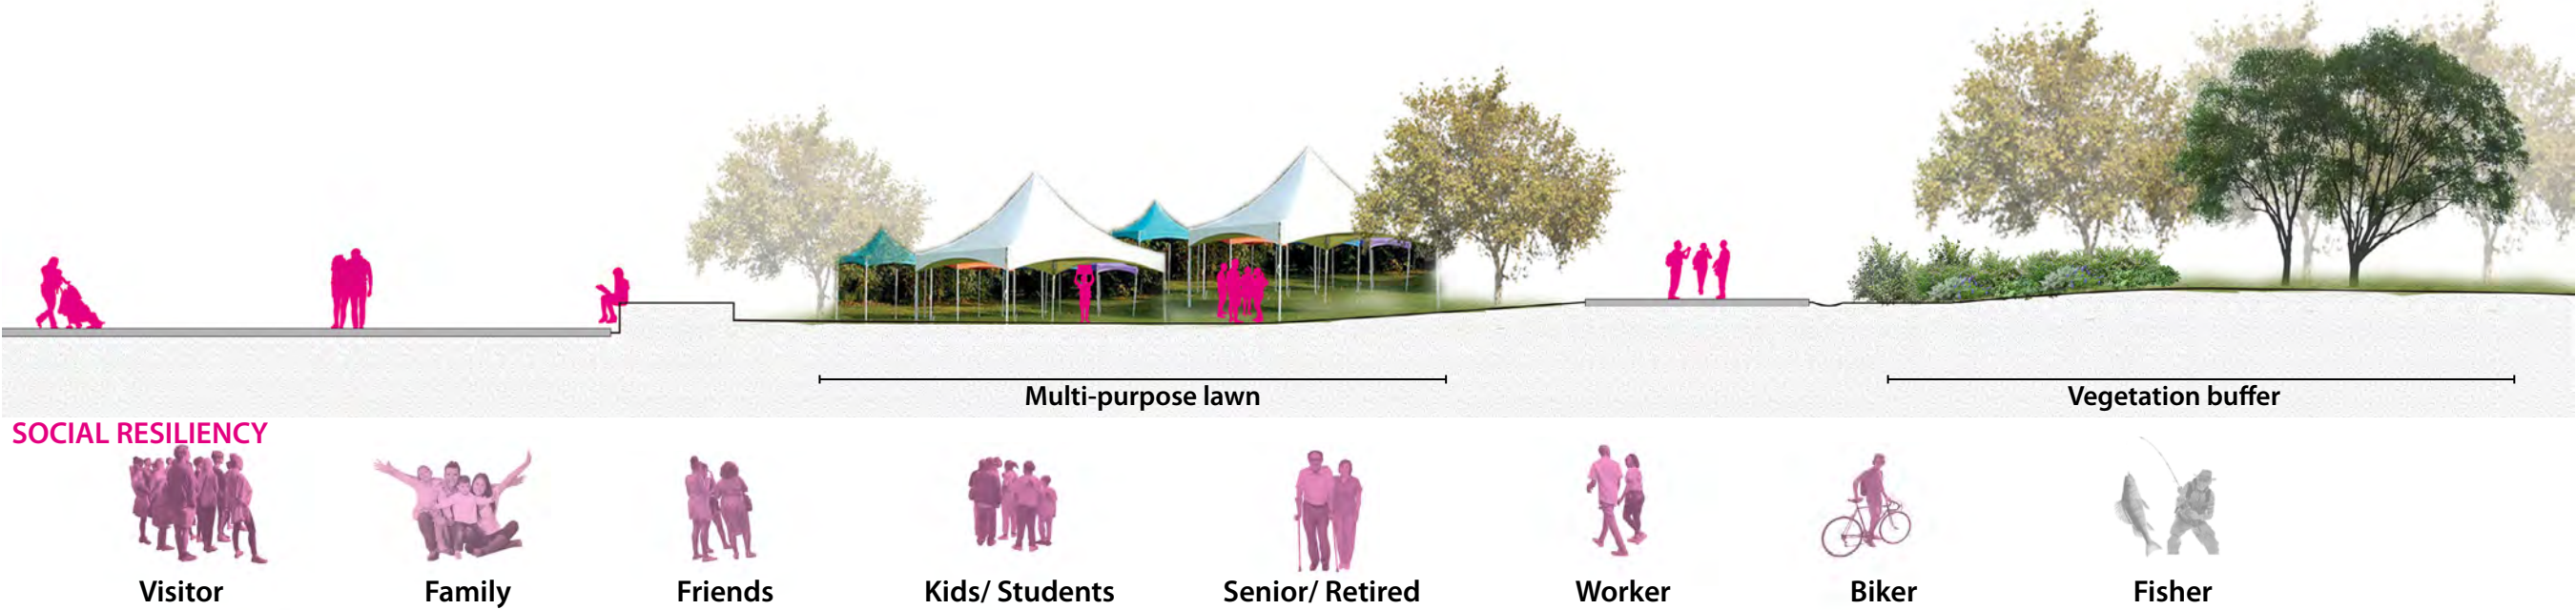 Multi-purpose lawn
Vegetation buffer
SOCIAL RESILIENCY
Visitor
Family
Friends
Kids/ Students
Senior/ Retired
Worker
Biker
Fisher